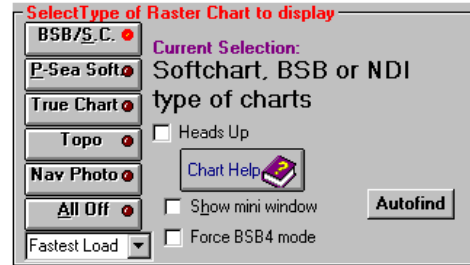 SelectType of Raster Chart to display
BSB/S.C.
P-Sea Soft.
True Chart
Topo
Nav Photo
All Off
Fastest Load
Current Selection:
Softchart, BSB or NDI
type of charts
Heads Up
Chart Help
Show mini window
Force BSB4 mode
Autofind